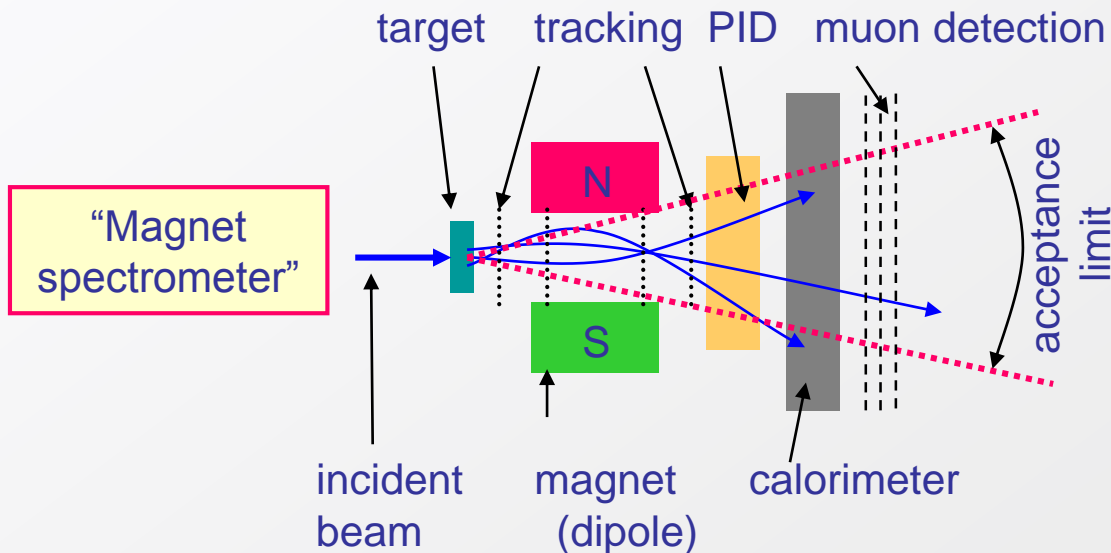 target
tracking
PID
muon detection
N
“Magnet
spectrometer”
S
acceptance
limit
incident
beam
magnet
(dipole)
calorimeter